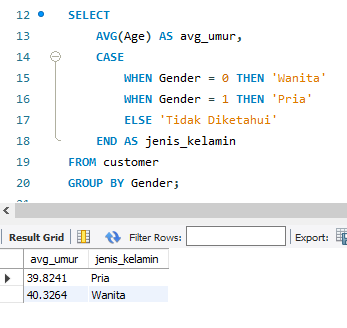 12 SELECT
13 AVG(Age) AS avg_umur,
14 CASE
15 WHEN Gender = 0 THEN 'Wanita'
16 WHEN Gender = 1 THEN 'Pria'
17 ELSE 'Tidak Diketahui'
18 END AS jenis_kelamin
19 FROM customer
20 GROUP BY Gender;
Result Grid Filter Rows: Export:
avg_umur jenis_kelamin
39.8241 Pria
40.3264 Wanita